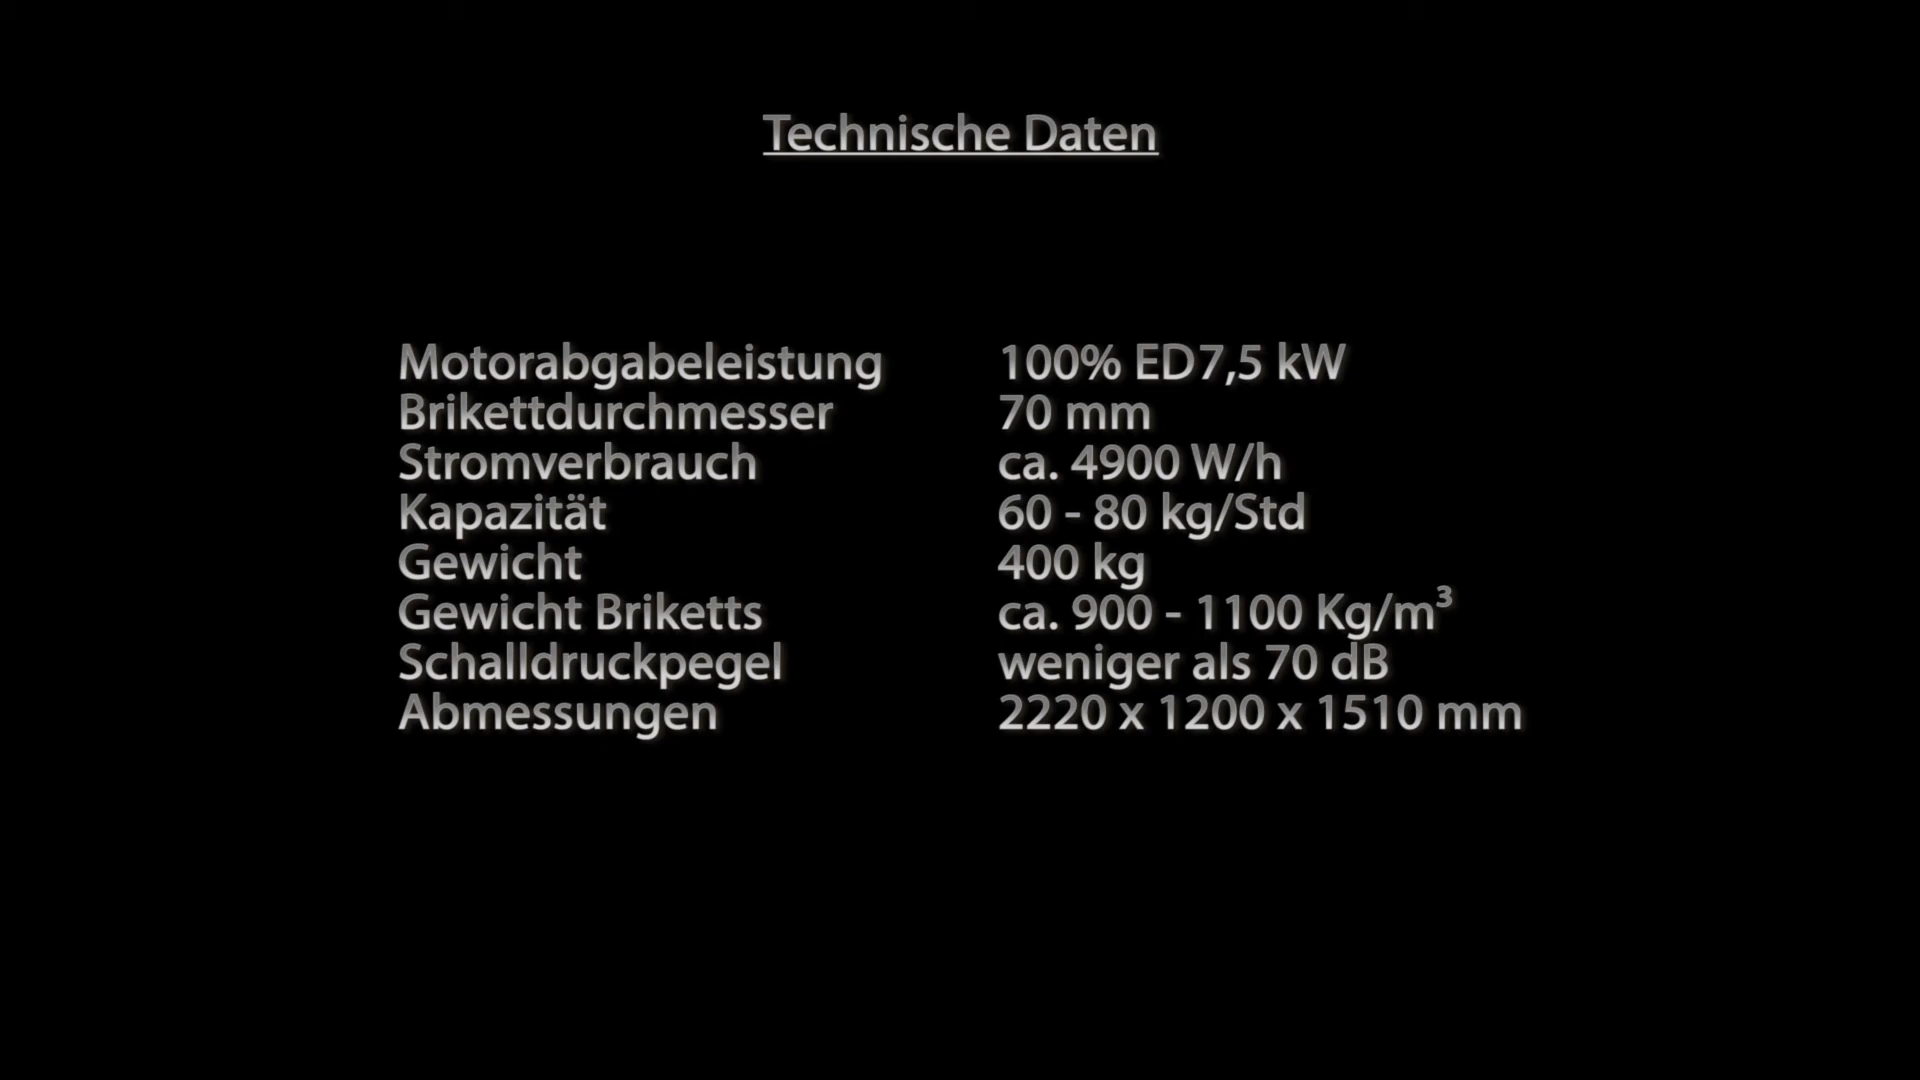 Technische Daten
Motorabgabeleistung 100% ED7,5 kW
Brikettdurchmesser 70 mm
Stromverbrauch ca. 4900 W/h
Kapazität 60 - 80 kg/Std
Gewicht 400 kg
Gewicht Briketts ca. 900 - 1100 Kg/m³
Schalldruckpegel weniger als 70 dB
Abmessungen 2220 x 1200 x 1510 mm